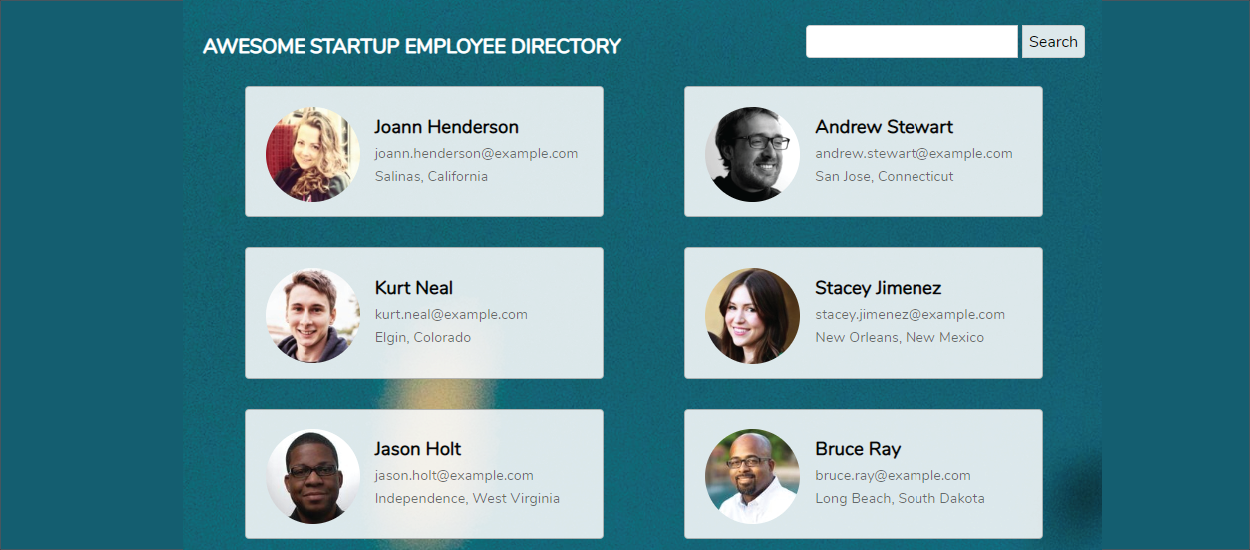 AWESOME STARTUP EMPLOYEE DIRECTORY
Search
Joann Henderson
joann.henderson@example.com
Salinas, California
Andrew Stewart
andrew.stewart@example.com
San Jose, Connecticut
Kurt Neal
kurt.neal@example.com
Elgin, Colorado
Stacey Jimenez
stacey.jimenez@example.com
New Orleans, New Mexico
Jason Holt
jason.holt@example.com
Independence, West Virginia
Bruce Ray
bruce.ray@example.com
Long Beach, South Dakota